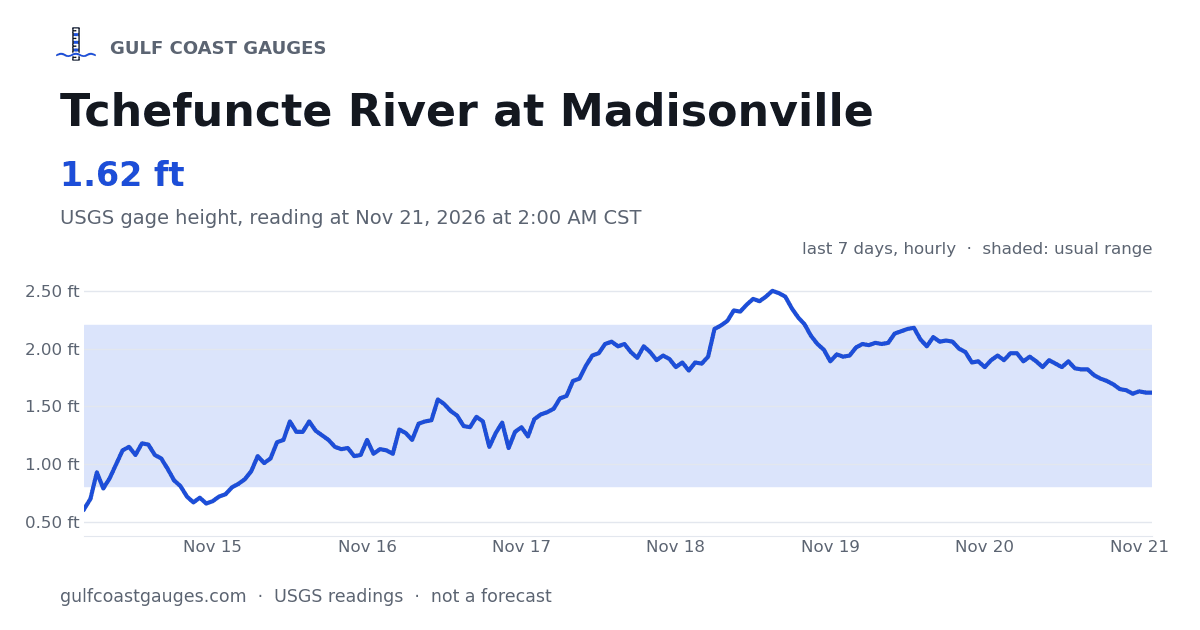 GULF COAST GAUGES
Tchefuncte River at Madisonville
1.62 ft
USGS gage height, reading at Nov 21, 2026 at 2:00 AM CST
last 7 days, hourly · shaded: usual range
2.50 ft
2.00 ft
1.50 ft
1.00 ft
0.50 ft
Nov 15 Nov 16 Nov 17 Nov 18 Nov 19 Nov 20 Nov 21
gulfcoastgauges.com · USGS readings · not a forecast